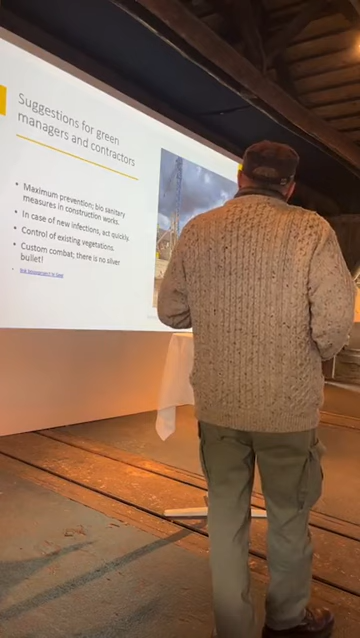 Suggestions for green
managers and contractors
• Maximum prevention; bio sanitary
measures in construction works.
• In case of new infections, act quickly.
• Control of existing vegetations.
• Custom combat; there is no silver
bullet!